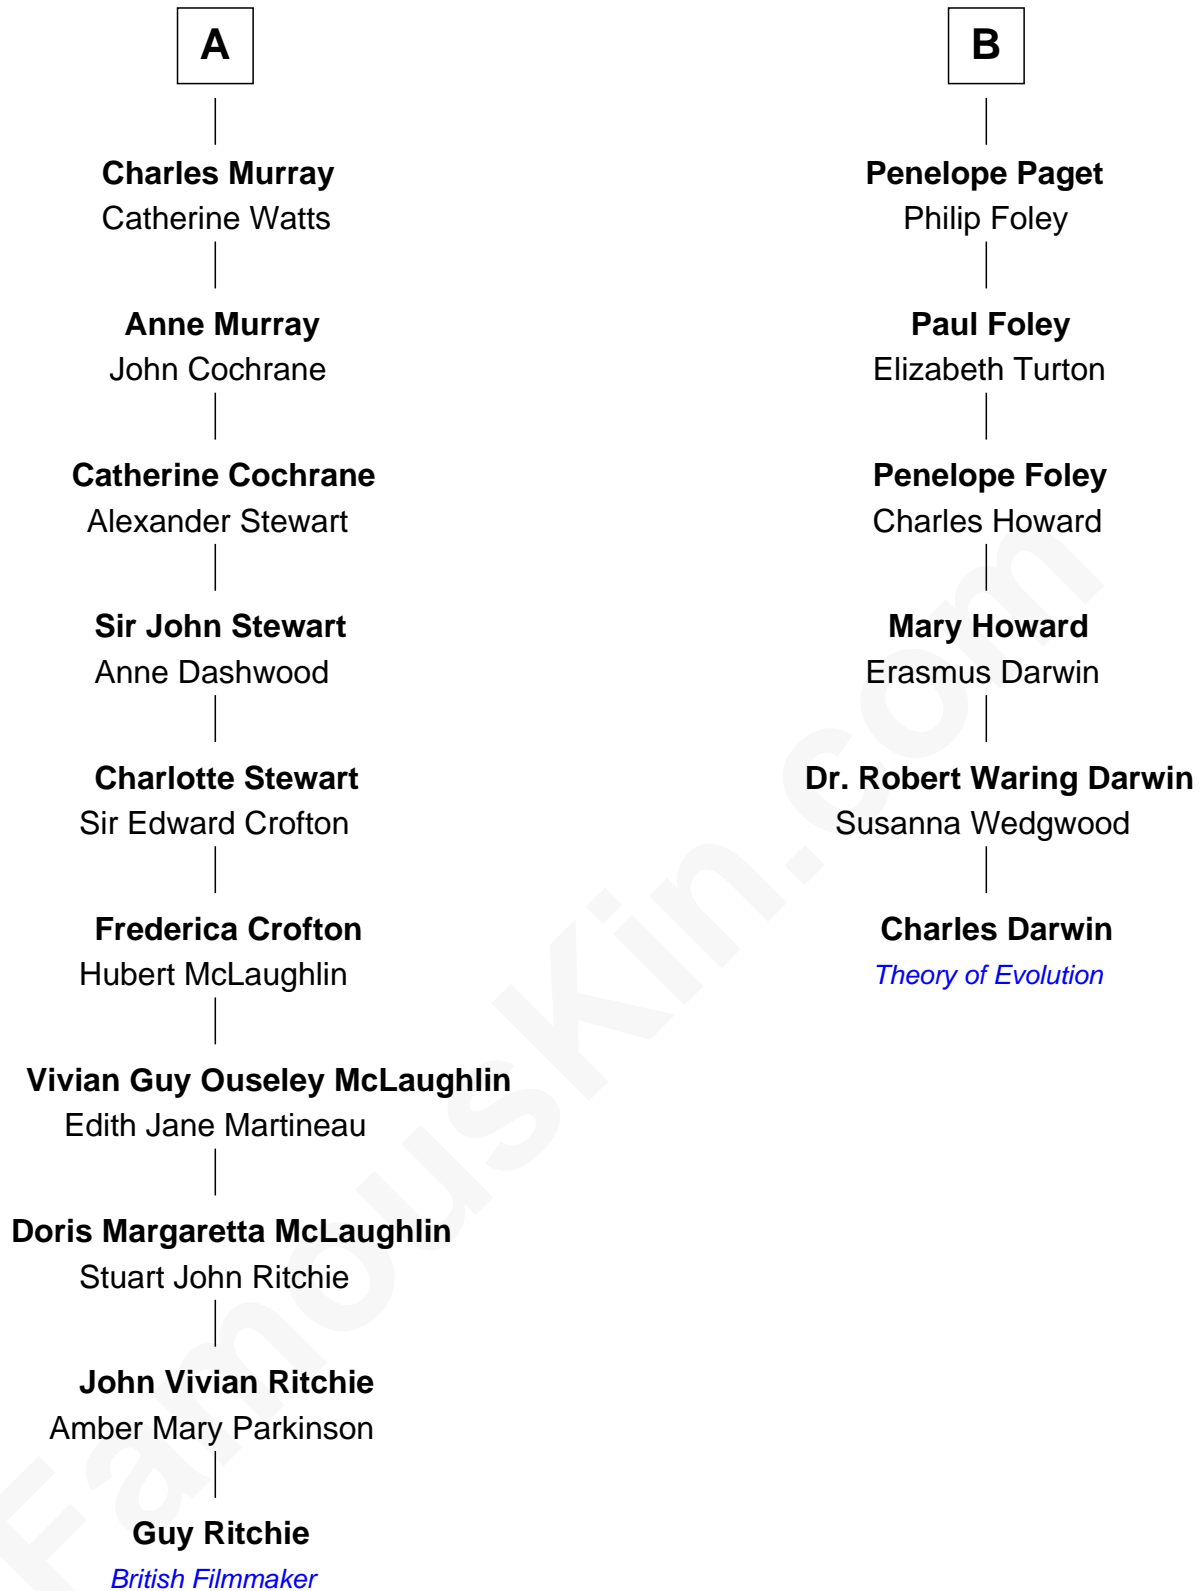 A
Charles Murray
Catherine Watts
Anne Murray
John Cochrane
Catherine Cochrane
Alexander Stewart
Sir John Stewart
Anne Dashwood
Charlotte Stewart
Sir Edward Crofton
Frederica Crofton
Hubert McLaughlin
Vivian Guy Ouseley McLaughlin
Edith Jane Martineau
Doris Margaretta McLaughlin
Stuart John Ritchie
John Vivian Ritchie
Amber Mary Parkinson
Guy Ritchie
British Filmmaker
B
Penelope Paget
Philip Foley
Paul Foley
Elizabeth Turton
Penelope Foley
Charles Howard
Mary Howard
Erasmus Darwin
Dr. Robert Waring Darwin
Susanna Wedgwood
Charles Darwin
Theory of Evolution
FamousKin.com